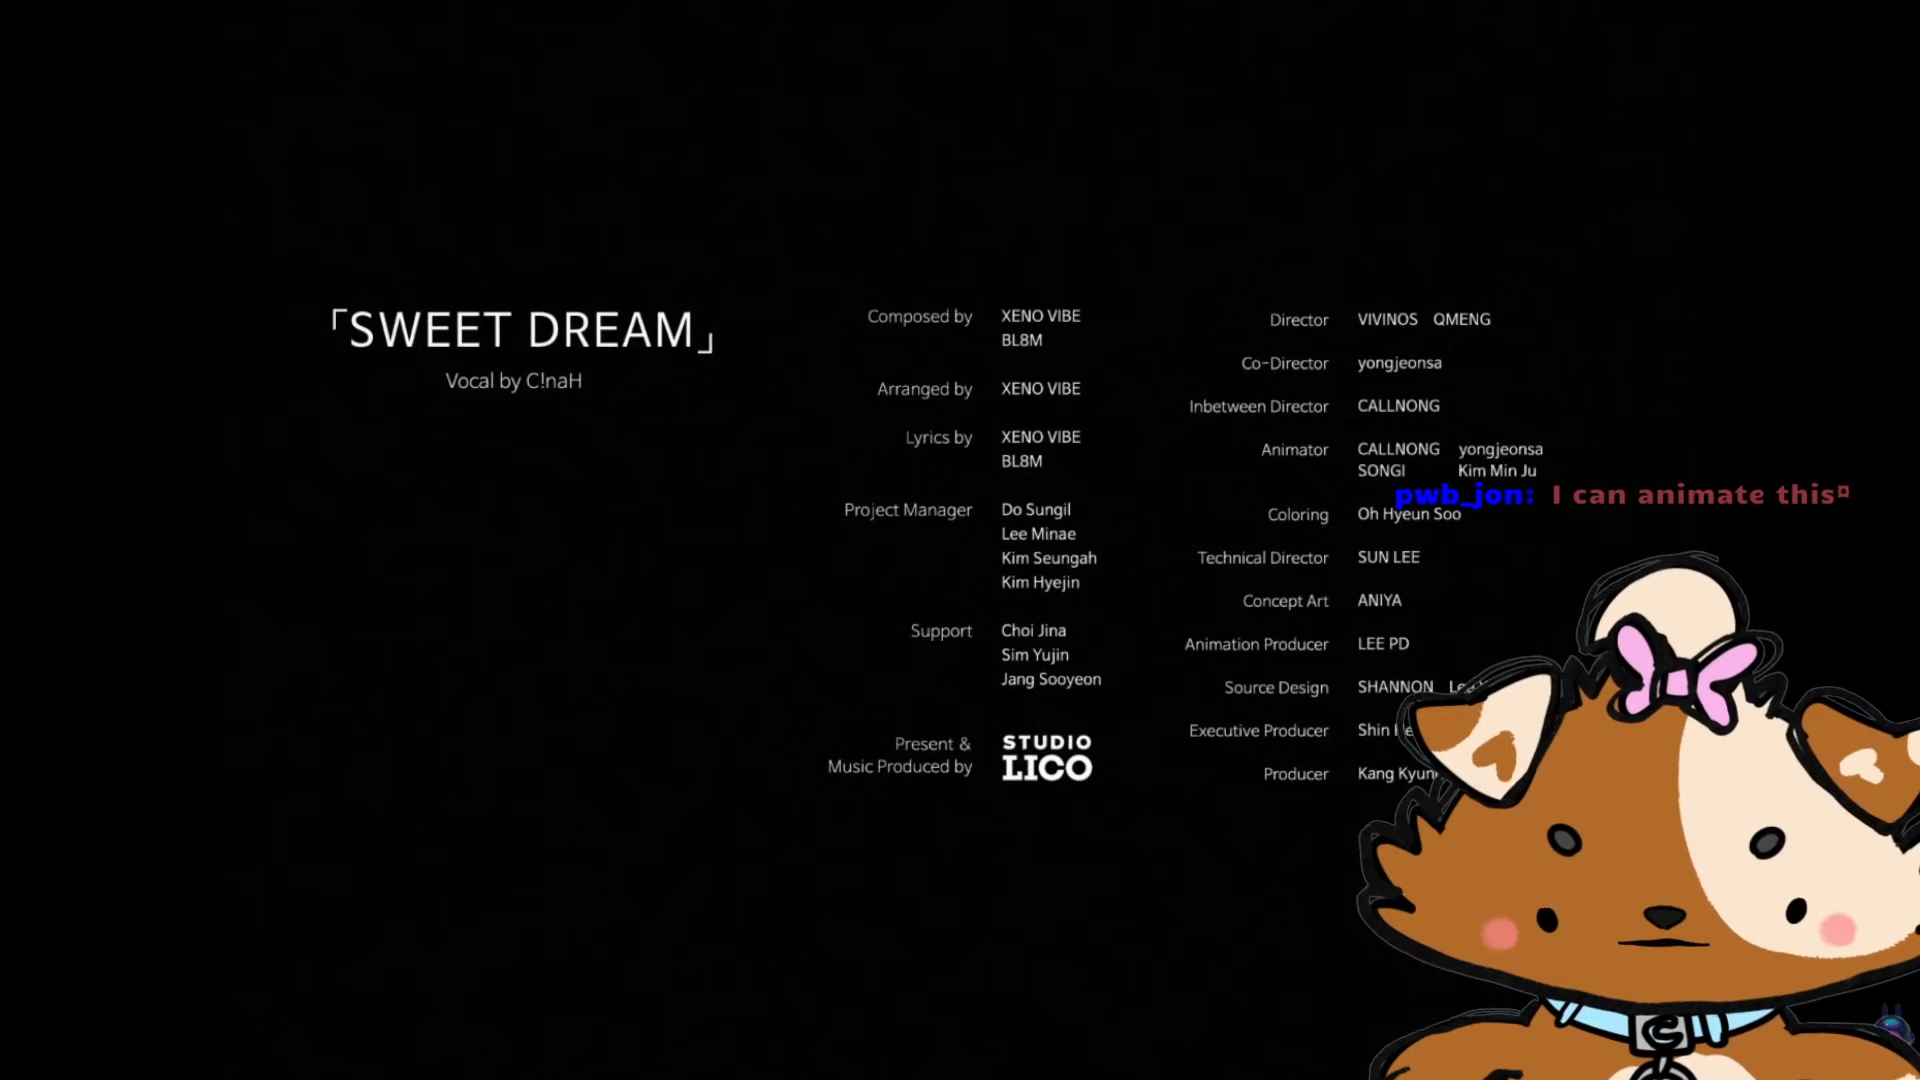 「SWEET DREAM」
Vocal by C!naH
Composed by XENO VIBE
BL8M
Arranged by XENO VIBE
Lyrics by XENO VIBE
BL8M
Project Manager Do Sungil
Lee Minae
Kim Seungah
Kim Hyejin
Support Choi Jina
Sim Yujin
Jang Sooyeon
Present &
Music Produced by
STUDIO
LICO
Director VIVINOS QMENG
Co-Director yongjeonsa
Inbetween Director CALLNONG
Animator CALLNONG yongjeonsa
SONGI Kim Min Ju
pwb_jon: I can animate this¤
Coloring Oh Hyeun Soo
Technical Director SUN LEE
Concept Art ANIYA
Animation Producer LEE PD
Source Design SHANNON
Executive Producer Shin
Producer Kang